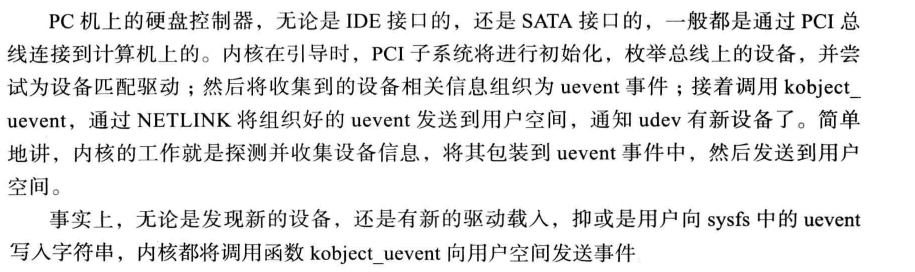 PC 机上的硬盘控制器，无论是 IDE 接口的，还是 SATA 接口的，一般都是通过 PCI 总
线连接到计算机上的。内核在引导时，PCI 子系统将进行初始化，枚举总线上的设备，并尝
试为设备匹配驱动；然后将收集到的设备相关信息组织为 uevent 事件；接着调用 kobject_
uevent，通过 NETLINK 将组织好的 uevent 发送到用户空间，通知 udev 有新设备了。简单
地讲，内核的工作就是探测并收集设备信息，将其包装到 uevent 事件中，然后发送到用户
空间。
事实上，无论是发现新的设备，还是有新的驱动载入，抑或是用户向 sysfs 中的 uevent
写入字符串，内核都将调用函数 kobject_uevent 向用户空间发送事件